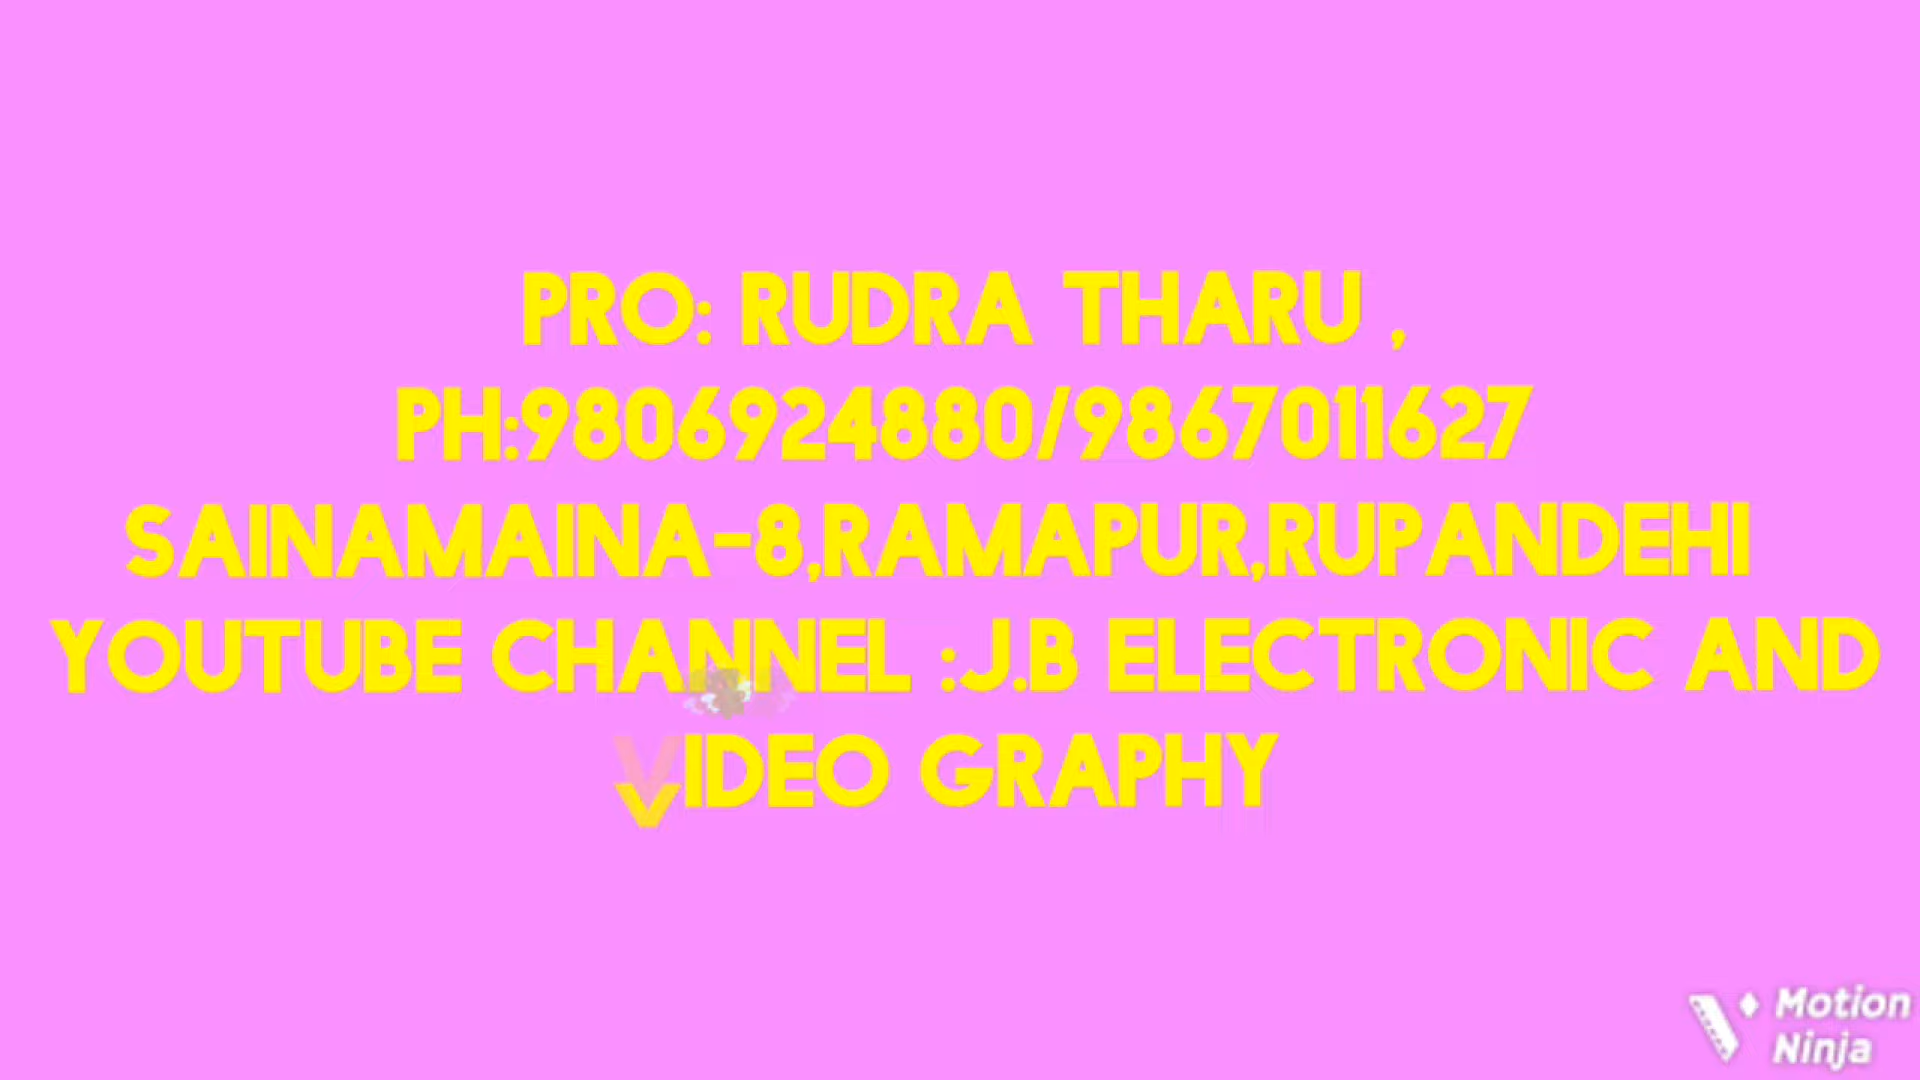 PRO: RUDRA THARU ,
PH:9806924880/9867011627
SAINAMAINA-8,RAMAPUR,RUPANDEHI
YOUTUBE CHANNEL :J.B ELECTRONIC AND
VIDEO GRAPHY
Motion
Ninja